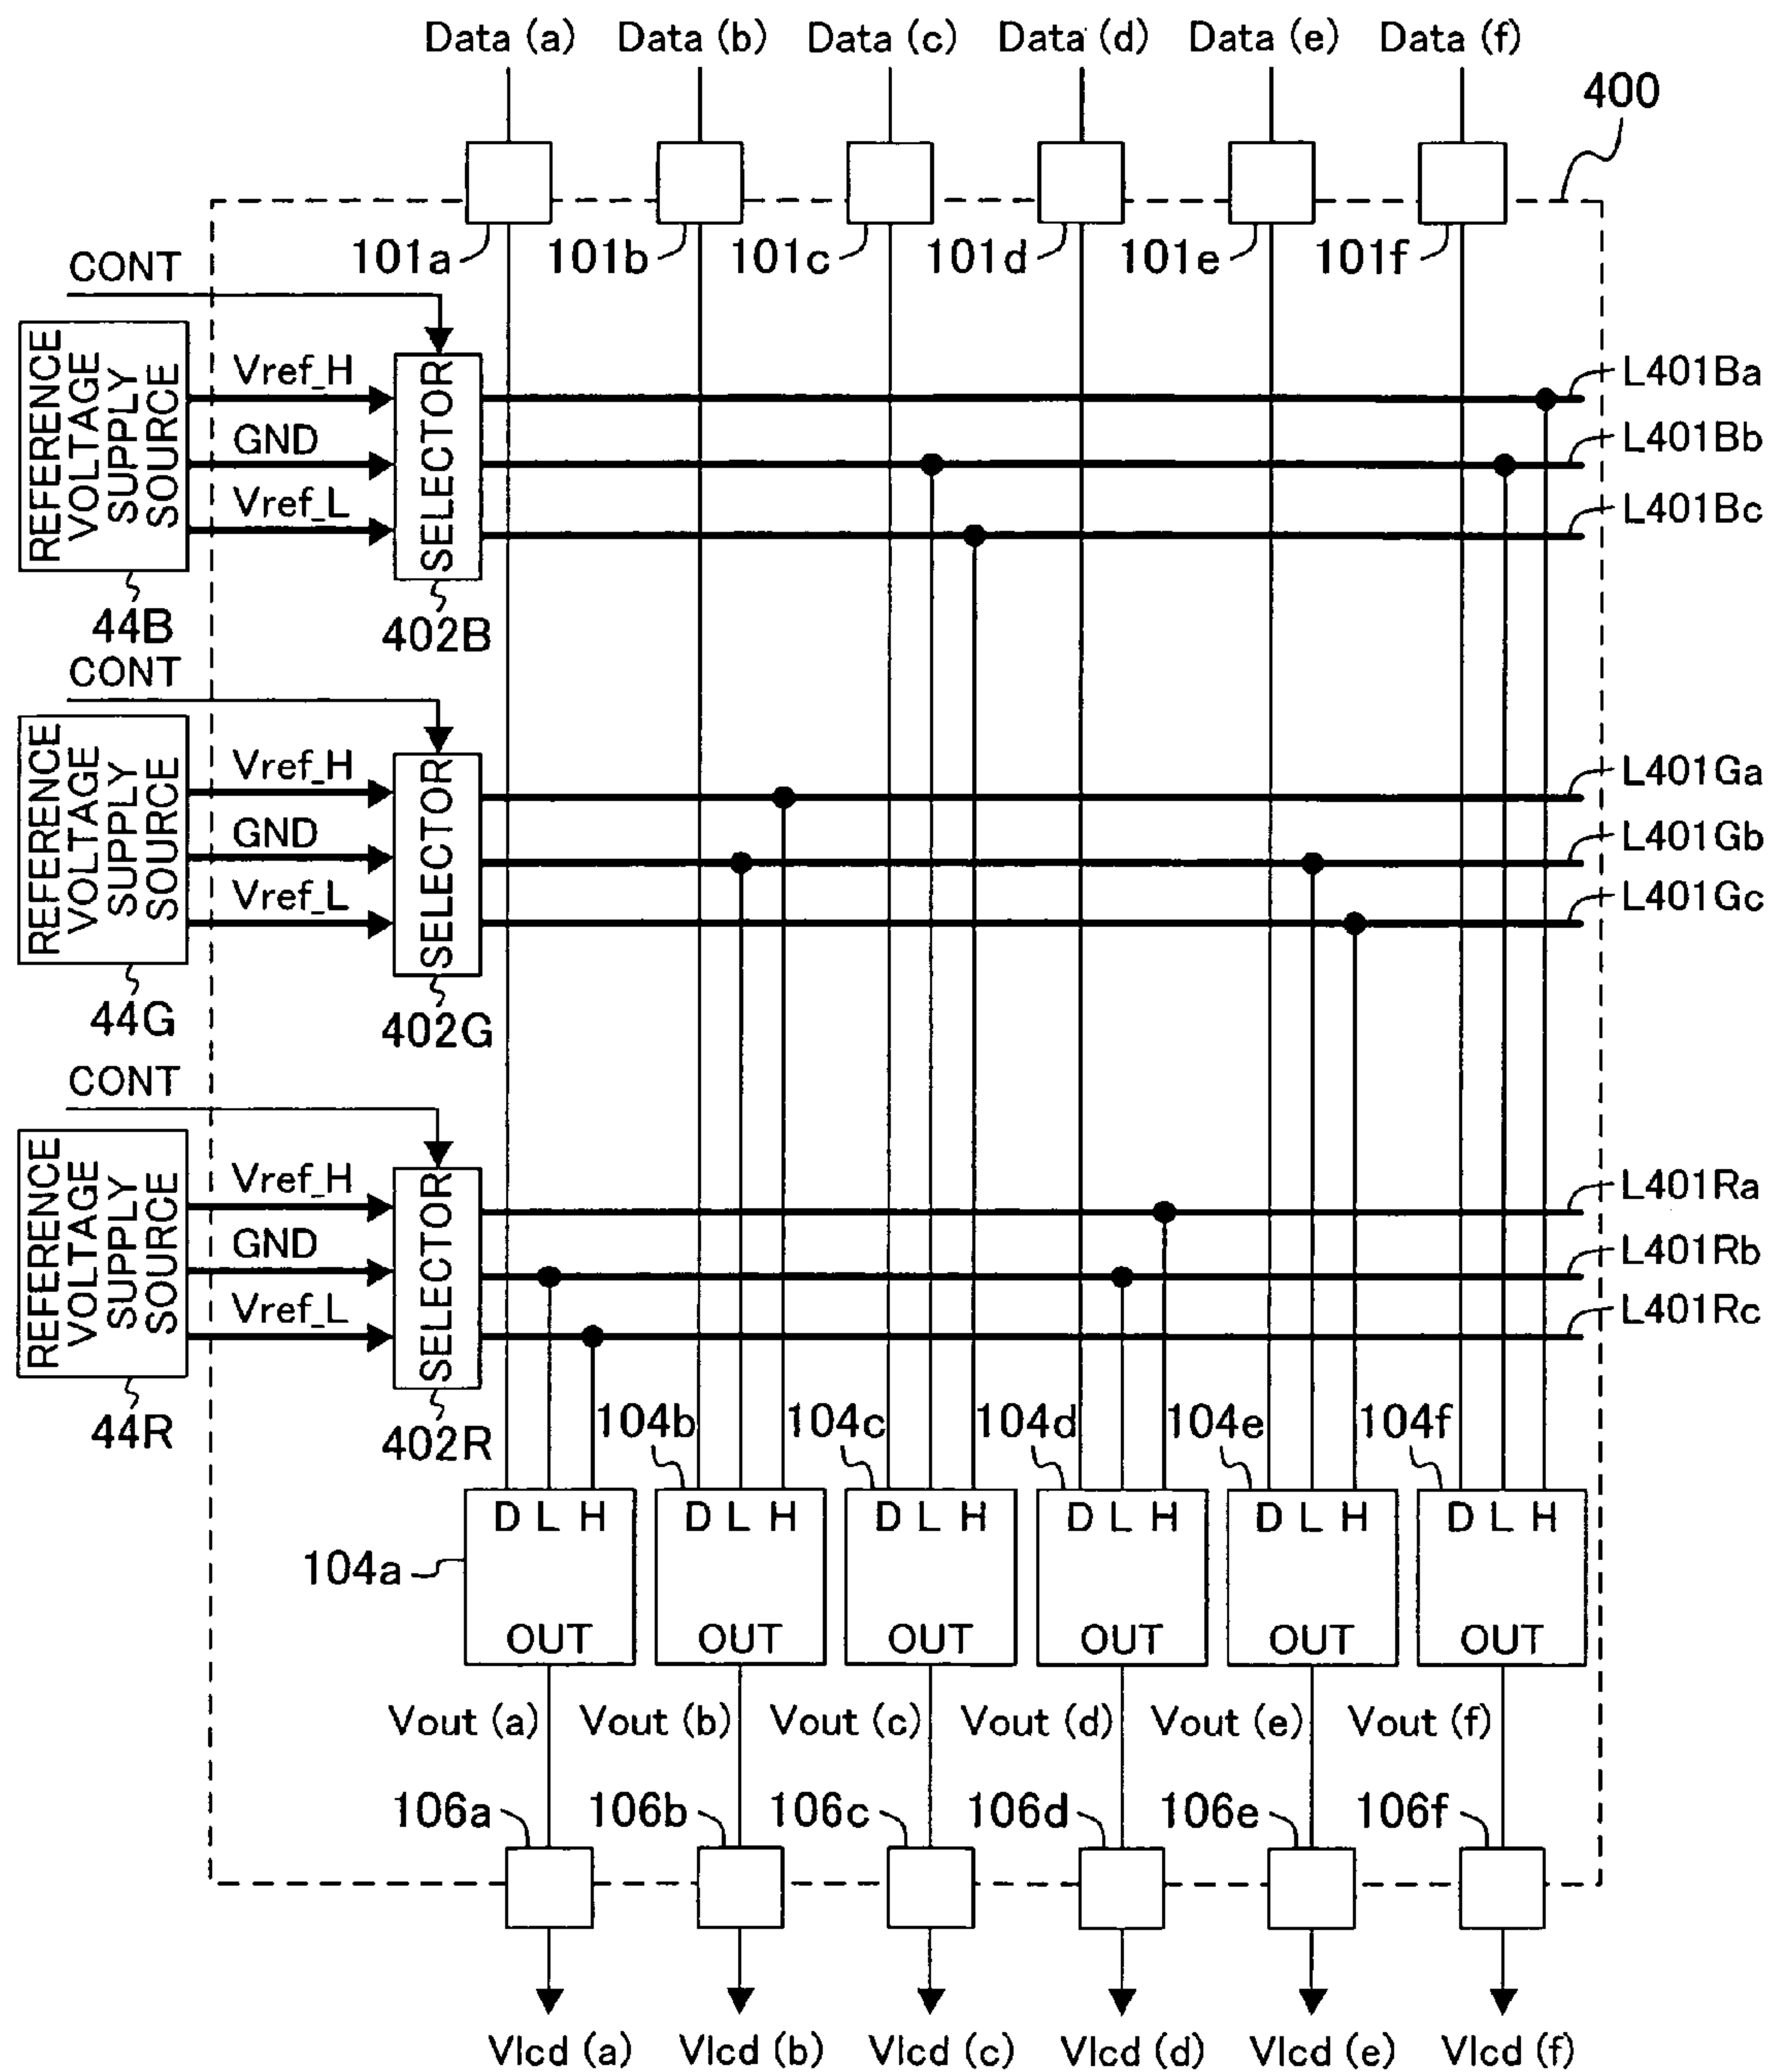 Data (a) Data (b) Data (c) Data (d) Data (e) Data (f)
400
101a 101b 101c 101d 101e 101f
CONT
REFERENCE
VOLTAGE
SUPPLY
SOURCE
Vref_H
GND
Vref_L
SELECTOR
L401Ba
L401Bb
L401Bc
44B
402B
CONT
REFERENCE
VOLTAGE
SUPPLY
SOURCE
Vref_H
GND
Vref_L
SELECTOR
L401Ga
L401Gb
L401Gc
44G
402G
CONT
REFERENCE
VOLTAGE
SUPPLY
SOURCE
Vref_H
GND
Vref_L
SELECTOR
L401Ra
L401Rb
L401Rc
44R
402R
104b 104c 104d 104e 104f
D L H D L H D L H D L H D L H D L H
104a
OUT OUT OUT OUT OUT OUT
Vout (a) Vout (b) Vout (c) Vout (d) Vout (e) Vout (f)
106a 106b 106c 106d 106e 106f
Vlcd (a) Vlcd (b) Vlcd (c) Vlcd (d) Vlcd (e) Vlcd (f)